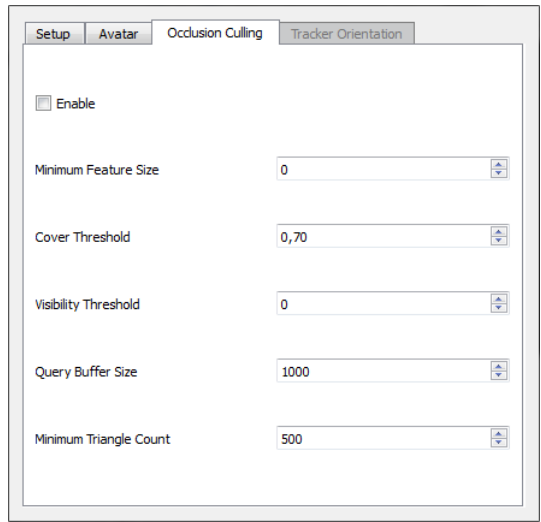 Setup Avatar Occlusion Culling Tracker Orientation
Enable
Minimum Feature Size 0
Cover Threshold 0,70
Visibility Threshold 0
Query Buffer Size 1000
Minimum Triangle Count 500